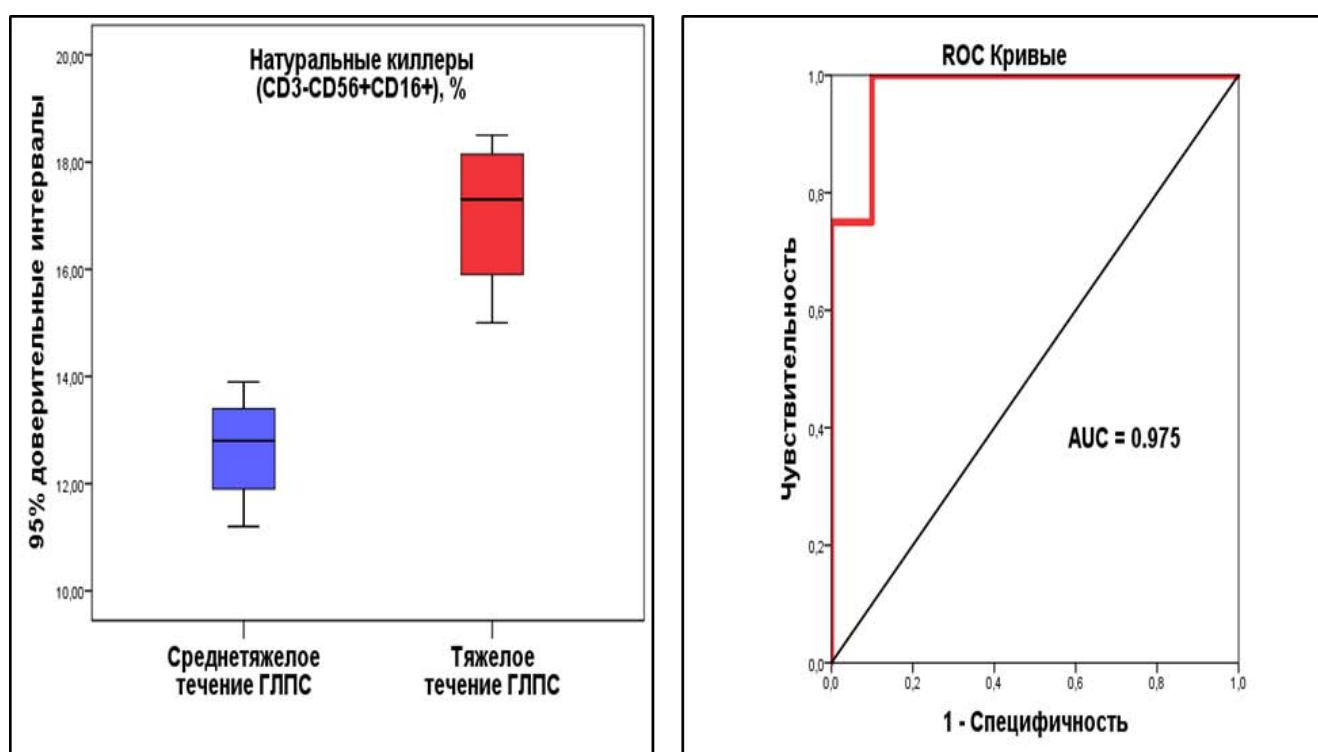 Натуральные киллеры
(CD3-CD56+CD16+), %
95% доверительные интервалы
20,00
18,00
16,00
14,00
12,00
10,00
Среднетяжелое
течение ГЛПС
Тяжелое
течение ГЛПС
ROC Кривые
Чувствительность
1,0
0,8
0,6
0,4
0,2
0,0
AUC = 0.975
0,0 0,2 0,4 0,6 0,8 1,0
1 - Специфичность